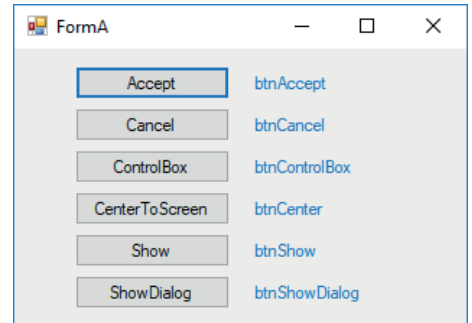 FormA
Accept btnAccept
Cancel btnCancel
ControlBox btnControlBox
CenterToScreen btnCenter
Show btnShow
ShowDialog btnShowDialog